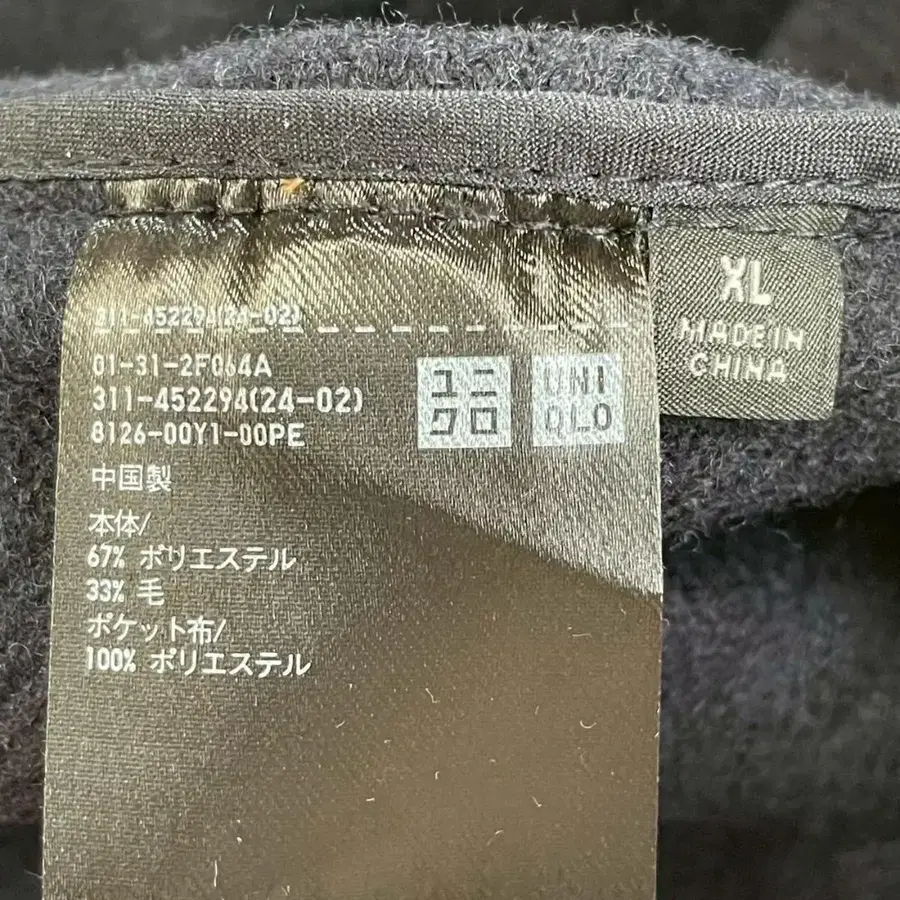 311-452294(24-02)
01-31-2F064A
311-452294(24-02)
8126-00Y1-00PE
中国製
本体/
67% ポリエステル
33% 毛
ポケット布/
100% ポリエステル
ユニ
クロ
UNI
QLO
XL
MADE IN
CHINA